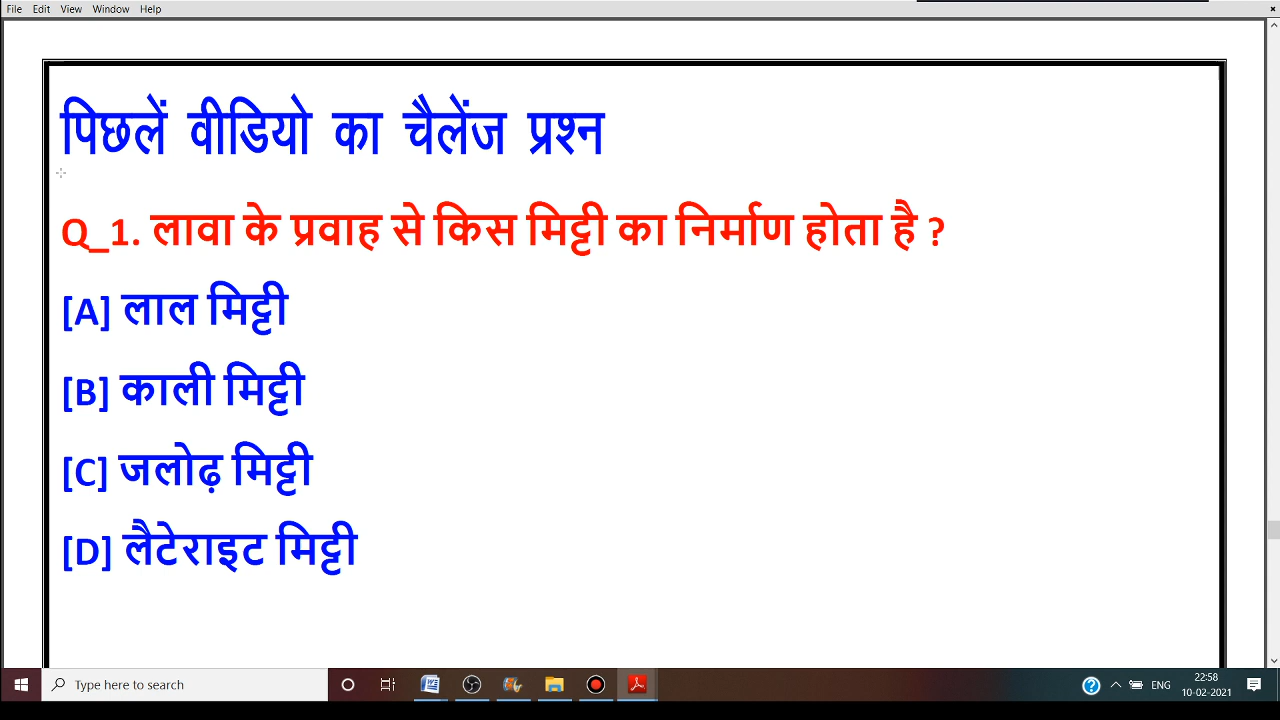 File Edit View Window Help
पिछलें वीडियो का चैलेंज प्रश्न
Q_1. लावा के प्रवाह से किस मिट्टी का निर्माण होता है ?
[A] लाल मिट्टी
[B] काली मिट्टी
[C] जलोढ़ मिट्टी
[D] लैटेराइट मिट्टी
Type here to search
ENG
22:58
10-02-2021